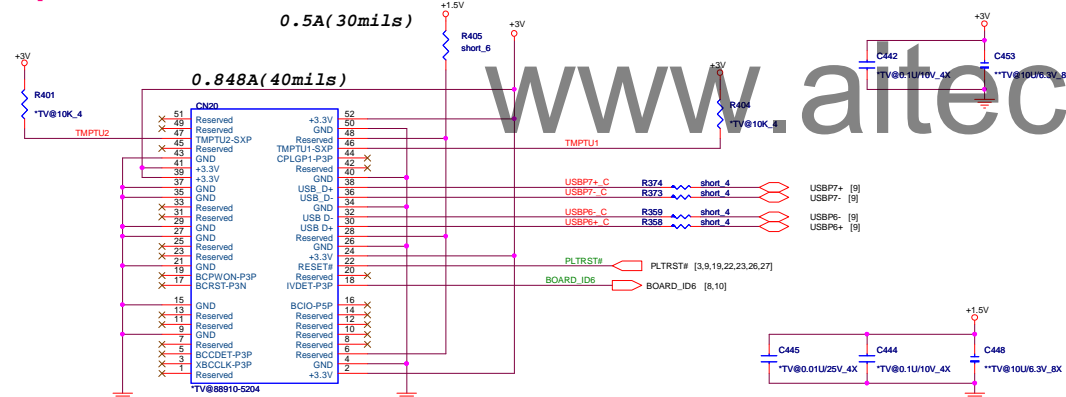 +1.5V
0.5A(30mils)
+3V
+3V
R405
short_6
+3V
www.aitec
+3V
C442
*TV@0.1U/10V_4X
C453
**TV@10U/6.3V_8
0.848A(40mils)
R401
*TV@10K_4
R404
*TV@10K_4
CN20
51 Reserved +3.3V 52
49 Reserved GND 50
TMPTU2 47 TMPTU2-SXP Reserved 48
45 Reserved TMPTU1-SXP 46 TMPTU1
43 GND CPLGP1-P3P 44
41 +3.3V Reserved 42
39 +3.3V GND 40
37 GND USB_D+ 38 USBP7+_C R374 short_4 USBP7+ [9]
35 GND USB_D- 36 USBP7-_C R373 short_4 USBP7- [9]
33 Reserved GND 34
31 Reserved USB D- 32 USBP6-_C R359 short_4 USBP6- [9]
29 GND USB D+ 30 USBP6+_C R358 short_4 USBP6+ [9]
27 GND Reserved 28
25 Reserved GND 26
23 Reserved +3.3V 24
21 GND RESET# 22 PLTRST# PLTRST# [3,9,19,22,23,26,27]
19 BCPWON-P3P Reserved 20
17 BCRST-P3N IVDET-P3P 18 BOARD_ID6 BOARD_ID6 [8,10]
15 GND BCIO-P5P 16
13 Reserved Reserved 14
11 Reserved Reserved 12
9 GND Reserved 10
7 Reserved Reserved 8
5 BCCDET-P3P Reserved 6
3 XBCCLK-P3P GND 4
1 Reserved +3.3V 2
*TV@88910-5204
+1.5V
C445
*TV@0.01U/25V_4X
C444
*TV@0.1U/10V_4X
C448
**TV@10U/6.3V_8X